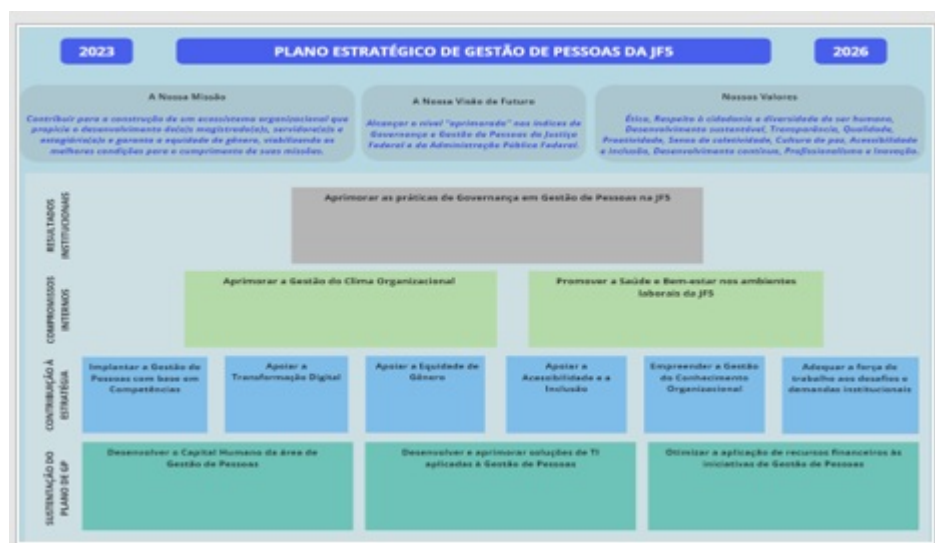 2023
PLANO ESTRATÉGICO DE GESTÃO DE PESSOAS DA JF5
2026
A Nossa Missão
Contribuir para a construção de um ecossistema organizacional que
propicie o desenvolvimento do(a)s magistrado(a)s, servidore(a)s e
estagiário(a)s e garanta a equidade de gênero, viabilizando as
melhores condições para o cumprimento de suas missões.
A Nossa Visão de Futuro
Alcançar o nível "aprimorado" nos índices de
Governança e Gestão de Pessoas da Justiça
Federal e da Administração Pública Federal.
Nossos Valores
Ética, Respeito à cidadania e diversidade do ser humano,
Desenvolvimento sustentável, Transparência, Qualidade,
Proatividade, Senso de coletividade, Cultura de paz, Acessibilidade
e Inclusão, Desenvolvimento contínuo, Profissionalismo e Inovação.
RESULTADOS
INSTITUCIONAIS
Aprimorar as práticas de Governança em Gestão de Pessoas na JF5
COMPROMISSOS
INTERNOS
Aprimorar a Gestão do Clima Organizacional
Promover a Saúde e Bem-estar nos ambientes
laborais da JF5
CONTRIBUIÇÃO À
ESTRATÉGIA
Implantar a Gestão de
Pessoas com base em
Competências
Apoiar a
Transformação Digital
Apoiar a Equidade de
Gênero
Apoiar a
Acessibilidade e a
Inclusão
Empreender a Gestão
do Conhecimento
Organizacional
Adequar a força de
trabalho aos desafios e
demandas institucionais
SUSTENTAÇÃO DO
PLANO DE GP
Desenvolver o Capital Humano da área de
Gestão de Pessoas
Desenvolver e aprimorar soluções de TI
aplicadas à Gestão de Pessoas
Otimizar a aplicação de recursos financeiros às
iniciativas de Gestão de Pessoas